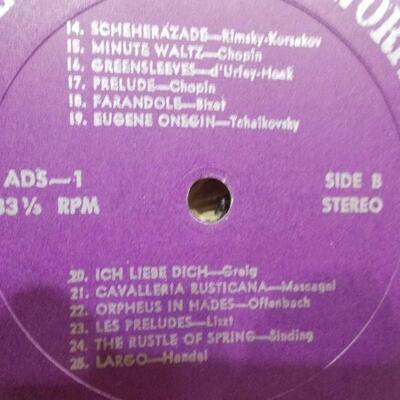 14. SCHEHERAZADE—Rimsky-Korsakov
15. MINUTE WALTZ—Chopin
16. GREENSLEEVES—d'Urfey-Hook
17. PRELUDE—Chopin
18. FARANDOLE—Bizet
19. EUGENE ONEGIN—Tchaikovsky
ADS—1
SIDE B
33⅓ RPM
STEREO
20. ICH LIEBE DICH—Greig
21. CAVALLERIA RUSTICANA—Mascagni
22. ORPHEUS IN HADES—Offenbach
23. LES PRELUDES—Liszt
24. THE RUSTLE OF SPRING—Sinding
25. LARGO—Handel